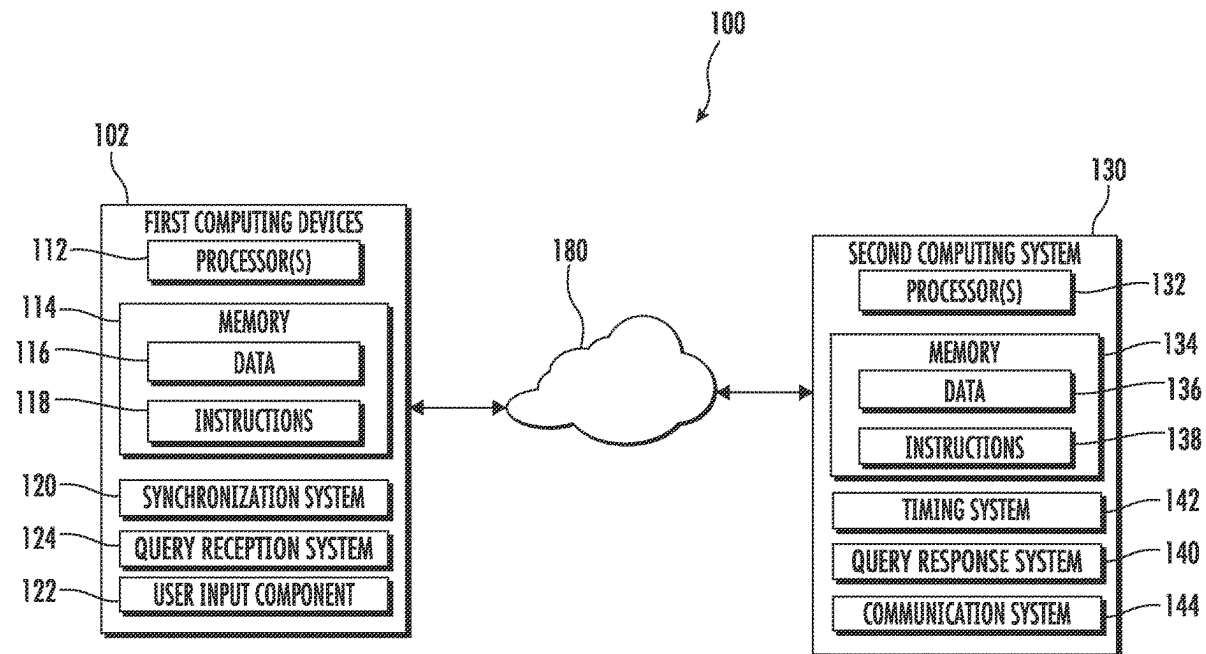 100
102
FIRST COMPUTING DEVICES
112
PROCESSOR(S)
114
MEMORY
116
DATA
118
INSTRUCTIONS
120
SYNCHRONIZATION SYSTEM
124
QUERY RECEPTION SYSTEM
122
USER INPUT COMPONENT
180
130
SECOND COMPUTING SYSTEM
PROCESSOR(S)
132
MEMORY
134
DATA
136
INSTRUCTIONS
138
TIMING SYSTEM
142
QUERY RESPONSE SYSTEM
140
COMMUNICATION SYSTEM
144